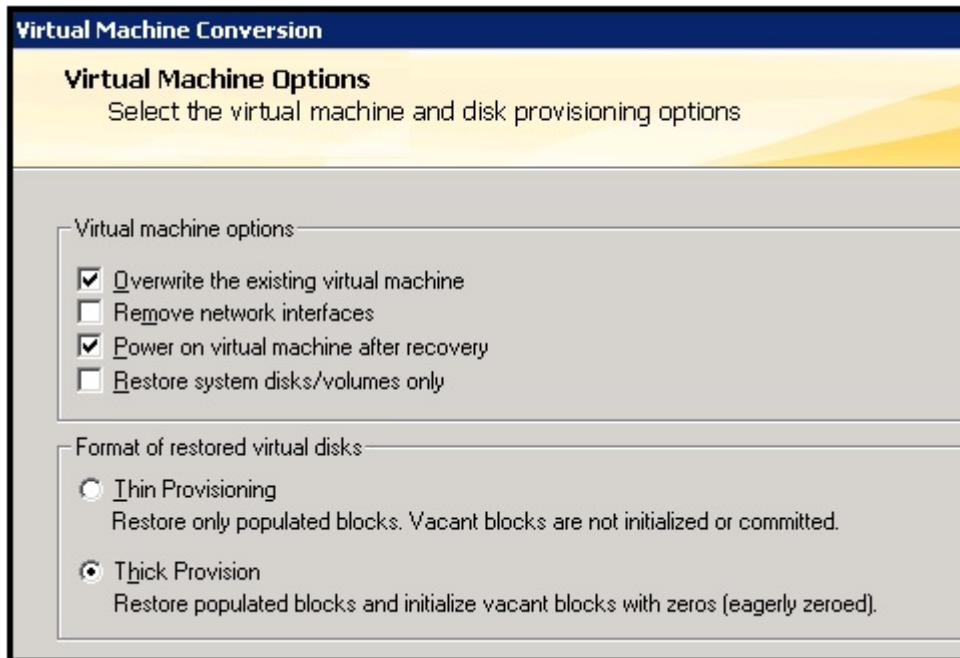 Virtual Machine Conversion
Virtual Machine Options
Select the virtual machine and disk provisioning options
Virtual machine options
Overwrite the existing virtual machine
Remove network interfaces
Power on virtual machine after recovery
Restore system disks/volumes only
Format of restored virtual disks
Thin Provisioning
Restore only populated blocks. Vacant blocks are not initialized or committed.
Thick Provision
Restore populated blocks and initialize vacant blocks with zeros (eagerly zeroed).